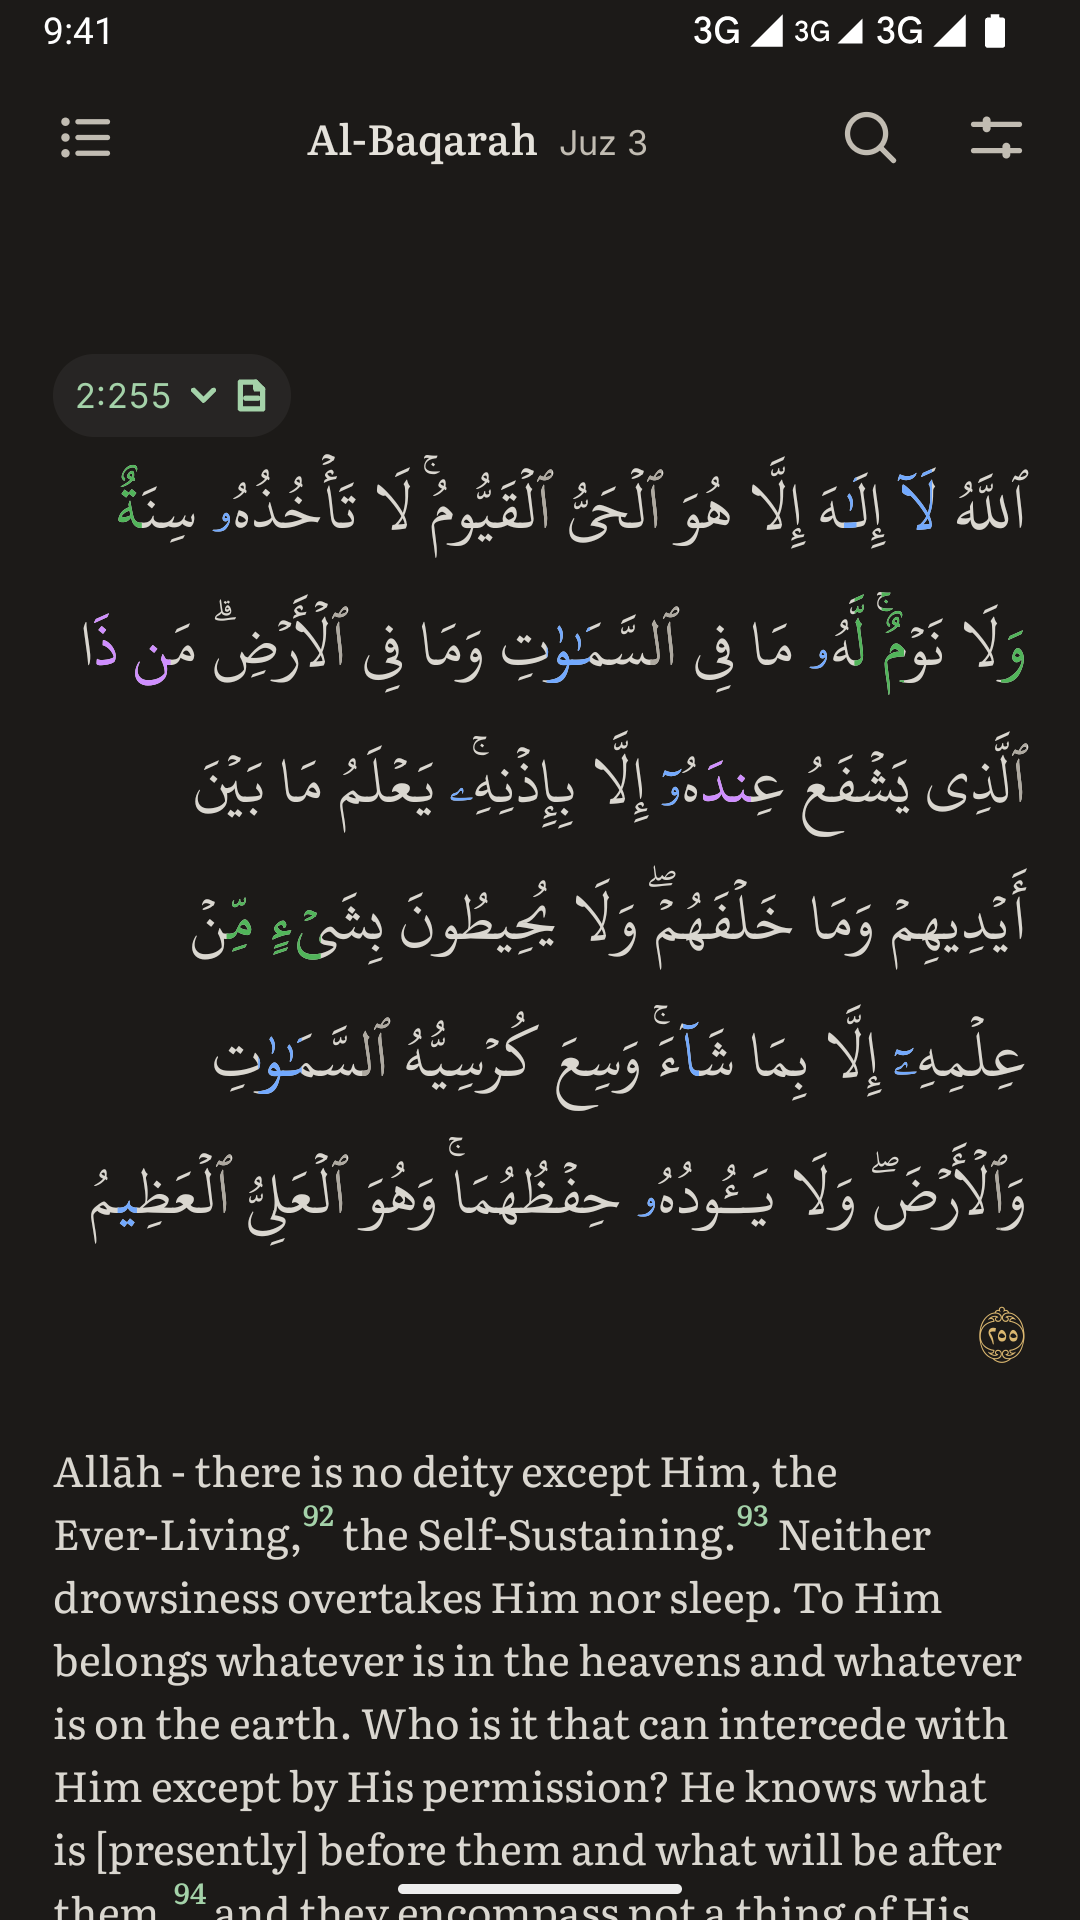 9:41
3G 3G 3G
Al-Baqarah Juz 3
2:255
ٱللَّهُ لَآ إِلَـٰهَ إِلَّا هُوَ ٱلْحَىُّ ٱلْقَيُّومُ ۚ لَا تَأْخُذُهُۥ سِنَةٌ
وَلَا نَوْمٌ ۚ لَّهُۥ مَا فِى ٱلسَّمَـٰوَٰتِ وَمَا فِى ٱلْأَرْضِ ۗ مَن ذَا
ٱلَّذِى يَشْفَعُ عِندَهُۥٓ إِلَّا بِإِذْنِهِۦ ۚ يَعْلَمُ مَا بَيْنَ
أَيْدِيهِمْ وَمَا خَلْفَهُمْ ۖ وَلَا يُحِيطُونَ بِشَىْءٍ مِّنْ
عِلْمِهِۦٓ إِلَّا بِمَا شَآءَ ۚ وَسِعَ كُرْسِيُّهُ ٱلسَّمَـٰوَٰتِ
وَٱلْأَرْضَ ۖ وَلَا يَـُٔودُهُۥ حِفْظُهُمَا ۚ وَهُوَ ٱلْعَلِىُّ ٱلْعَظِيمُ
٢٥٥
Allāh - there is no deity except Him, the
Ever-Living,92 the Self-Sustaining.93 Neither
drowsiness overtakes Him nor sleep. To Him
belongs whatever is in the heavens and whatever
is on the earth. Who is it that can intercede with
Him except by His permission? He knows what
is [presently] before them and what will be after
them,94 and they encompass not a thing of His